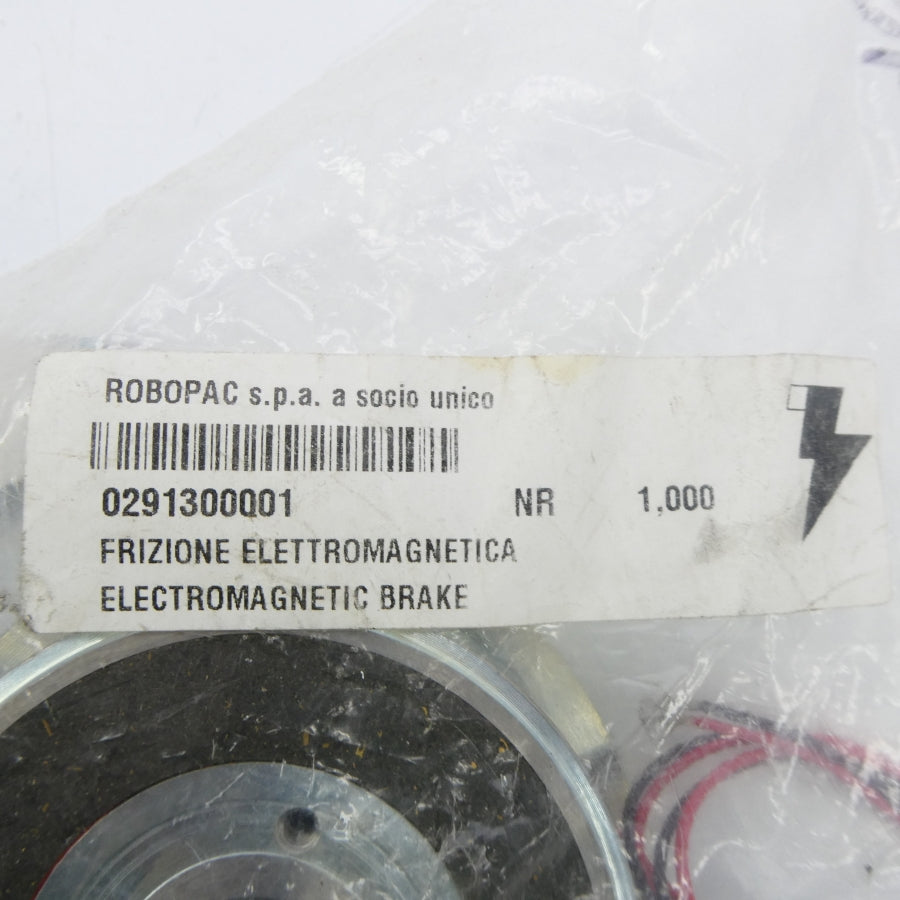 ROBOPAC s.p.a. a socio unico
0291300001 NR 1,000
FRIZIONE ELETTROMAGNETICA
ELECTROMAGNETIC BRAKE